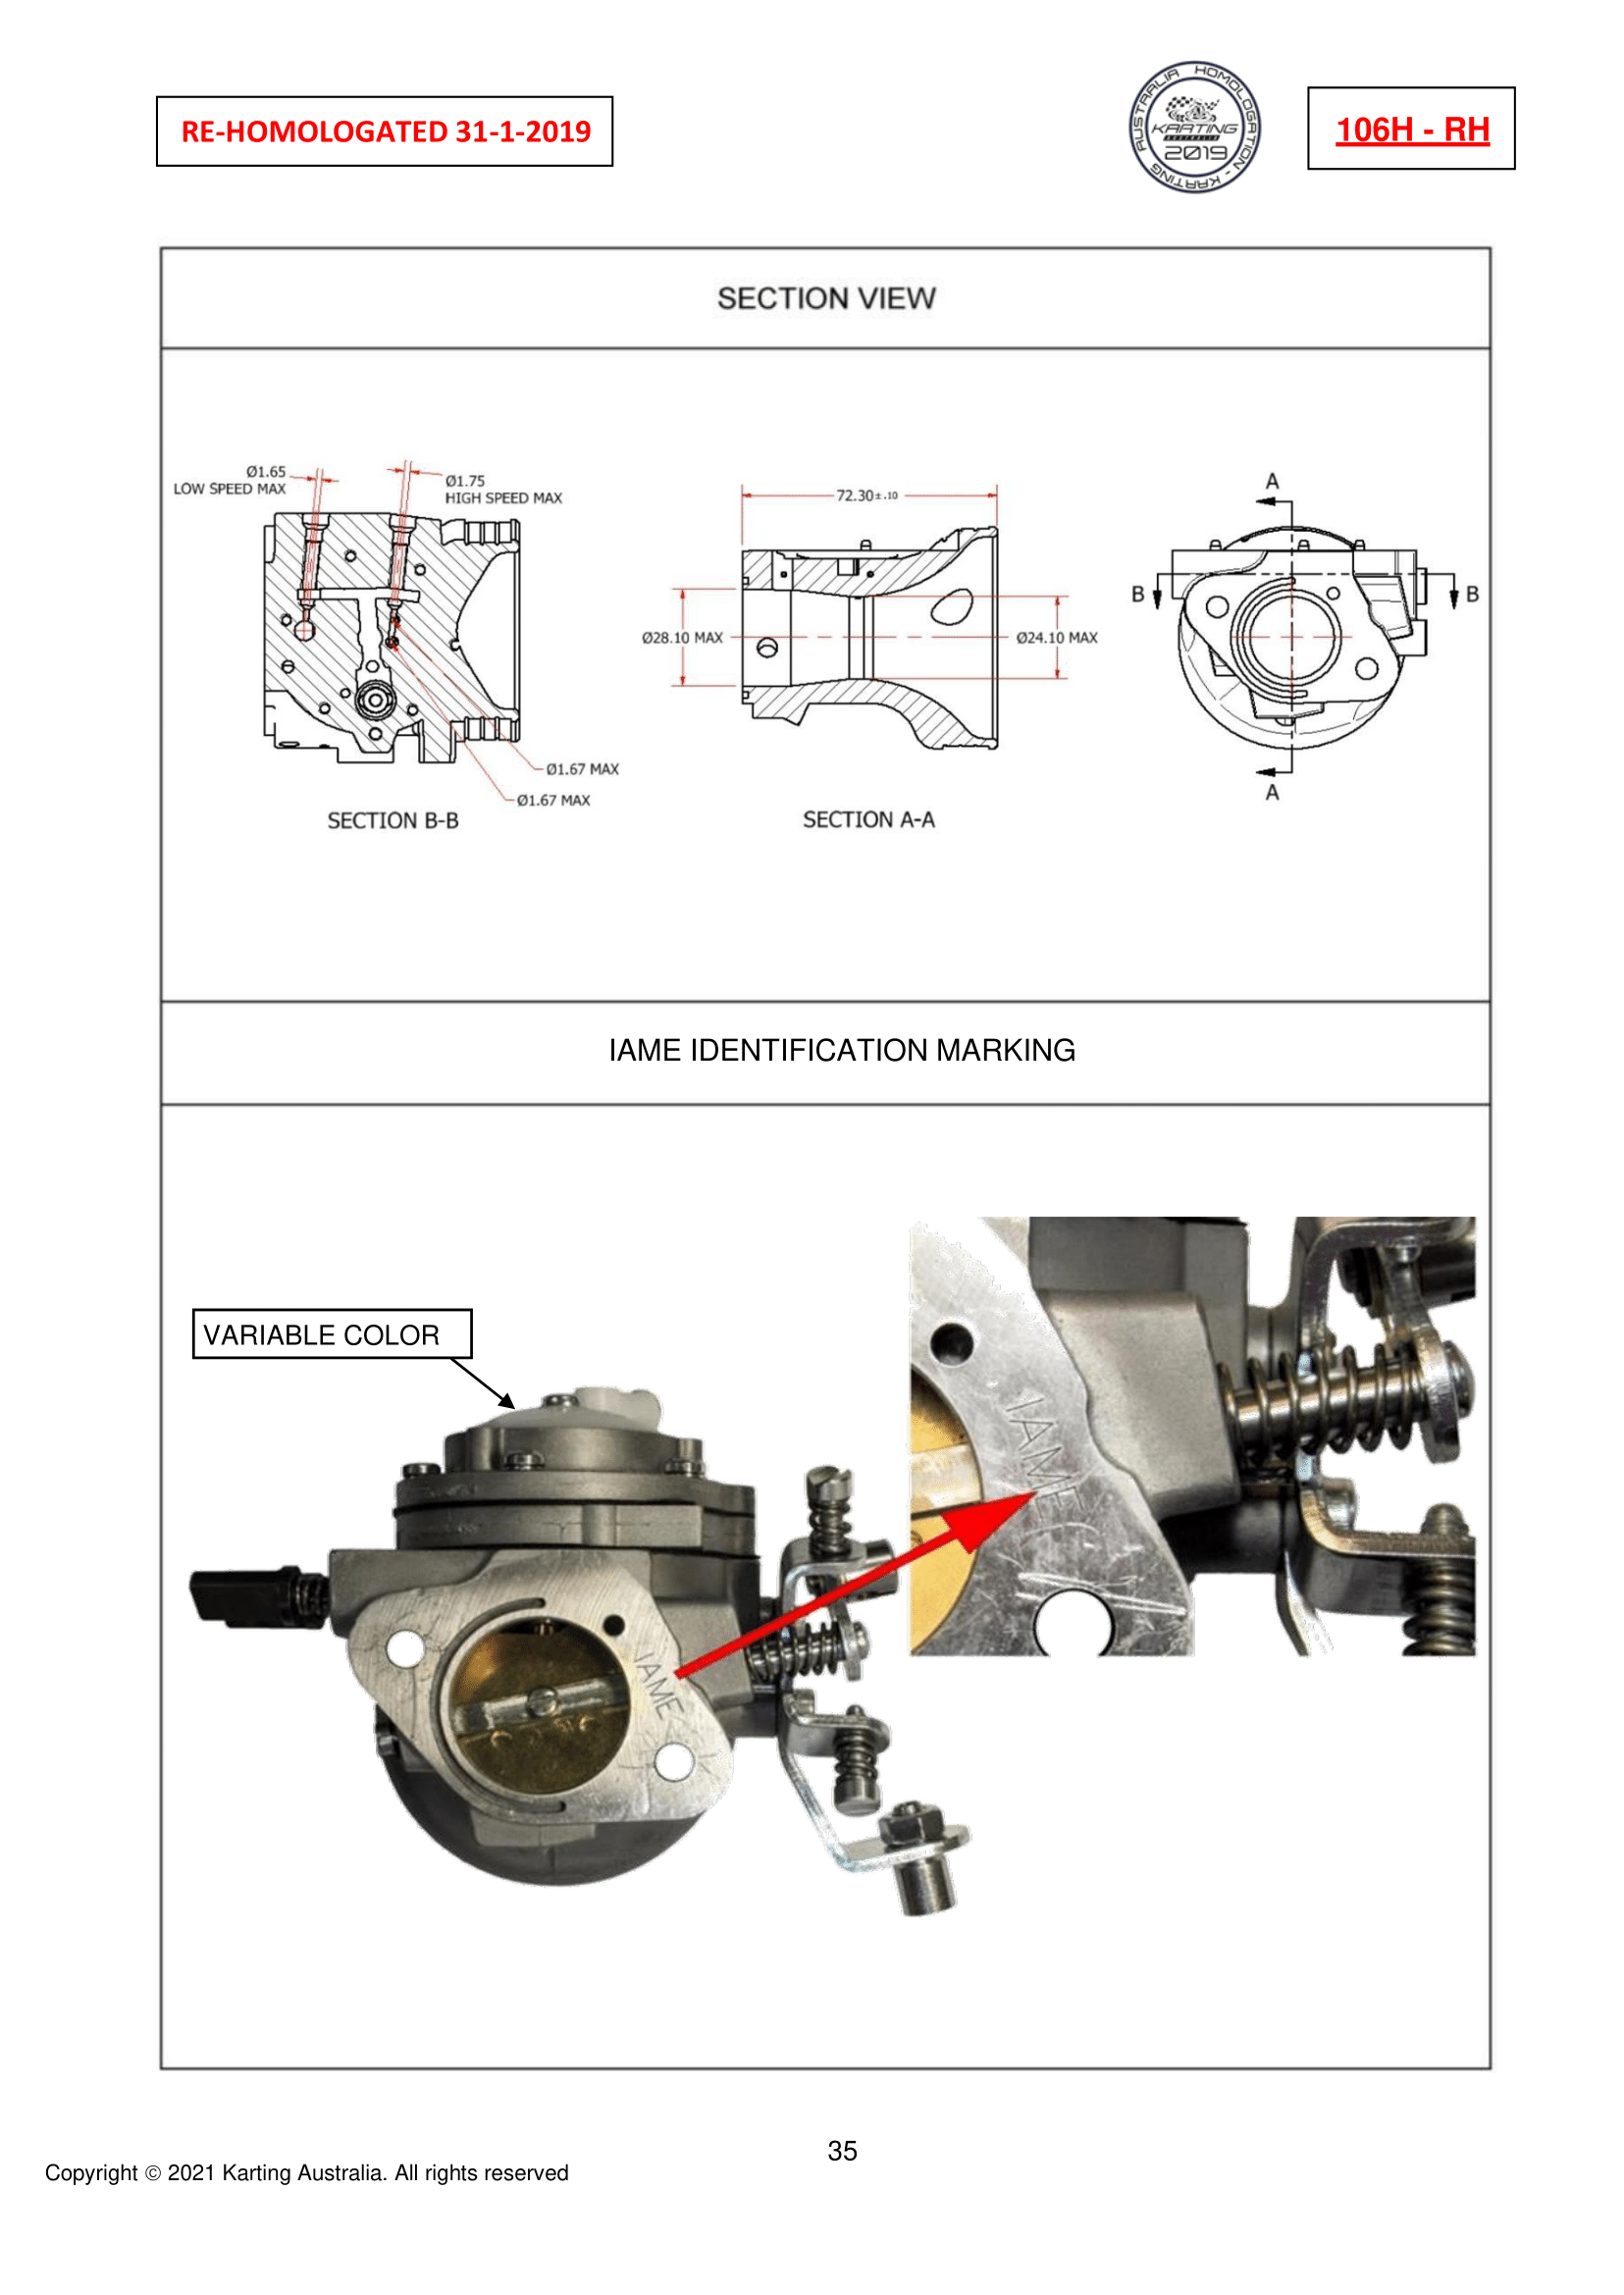 RE-HOMOLOGATED 31-1-2019
AUSTRALIA HOMOLOGATION - KARTING
KARTING
AUSTRALIA
2019
106H - RH
SECTION VIEW
Ø1.65
LOW SPEED MAX
Ø1.75
HIGH SPEED MAX
Ø1.67 MAX
Ø1.67 MAX
SECTION B-B
72.30±.10
Ø28.10 MAX
Ø24.10 MAX
SECTION A-A
A
B
B
A
IAME IDENTIFICATION MARKING
VARIABLE COLOR
IAME
IAME
35
Copyright © 2021 Karting Australia. All rights reserved